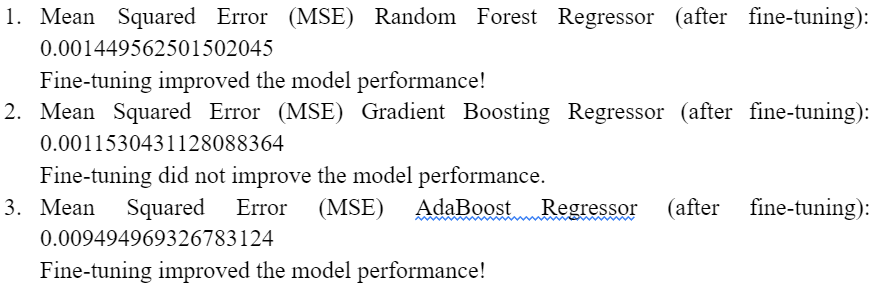 1. Mean Squared Error (MSE) Random Forest Regressor (after fine-tuning):
0.001449562501502045
Fine-tuning improved the model performance!
2. Mean Squared Error (MSE) Gradient Boosting Regressor (after fine-tuning):
0.0011530431128088364
Fine-tuning did not improve the model performance.
3. Mean Squared Error (MSE) AdaBoost Regressor (after fine-tuning):
0.009494969326783124
Fine-tuning improved the model performance!